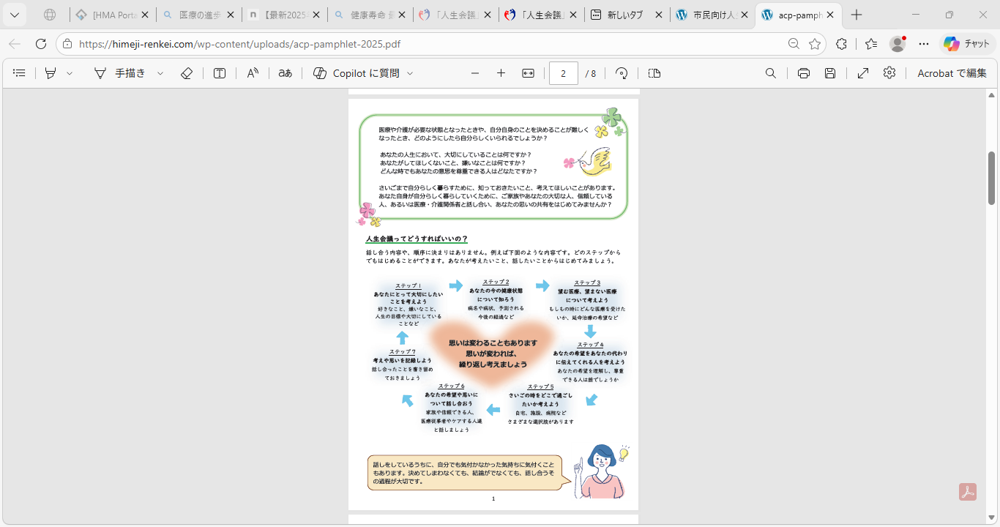 [HMA Porta
医療の進歩
【最新2025
健康寿命 最
「人生会議」
「人生会議」
新しいタブ
市民向け人
acp-pamph
https://himeji-renkei.com/wp-content/uploads/acp-pamphlet-2025.pdf
チャット
手描き
aあ
Copilot に質問
2 / 8
Acrobat で編集
医療や介護が必要な状態となったときや、自分自身のことを決めることが難しく
なったとき、どのようにしたら自分らしくいられるでしょうか？
あなたの人生において、大切にしていることは何ですか？
あなたがしてほしくないこと、嫌いなことは何ですか？
どんな時でもあなたの意思を尊重できる人はどなたですか？
さいごまで自分らしく暮らすために、知っておきたいこと、考えてほしいことがあります。
あなた自身が自分らしく暮らしていくために、ご家族やあなたの大切な人、信頼している
人、あるいは医療・介護関係者と話し合い、あなたの思いの共有をはじめてみませんか？
人生会議ってどうすればいいの？
話し合う内容や、順序に決まりはありません。例えば下図のような内容です。どのステップから
でもはじめることができます。あなたが考えたいこと、話したいことからはじめてみましょう。
ステップ１
あなたにとって大切にしたい
ことを考えよう
好きなこと、嫌いなこと、
人生の目標や大切にしている
ことなど
ステップ２
あなたの今の健康状態
について知ろう
病名や病状、予測される
今後の経過など
ステップ３
望む医療、望まない医療
について考えよう
もしもの時にどんな医療を受けた
いか、延命治療の希望など
ステップ４
あなたの希望をあなたの代わり
に伝えてくれる人を考えよう
あなたの希望を理解し、尊重
できる人は誰でしょうか
思いは変わることもあります
思いが変われば、
繰り返し考えましょう
ステップ７
考えや思いを記録しよう
話し合ったことを書き留め
ておきましょう
ステップ６
あなたの希望や思いに
ついて話し合おう
家族や信頼できる人、
医療従事者やケアする人達
と話しましょう
ステップ５
さいごの時をどこで過ごし
たいか考えよう
自宅、施設、病院など
さまざまな選択肢があります
話しをしているうちに、自分でも気付かなかった気持ちに気付くこと
もあります。決めてしまわなくても、結論がでなくても、話し合うそ
の過程が大切です。
1